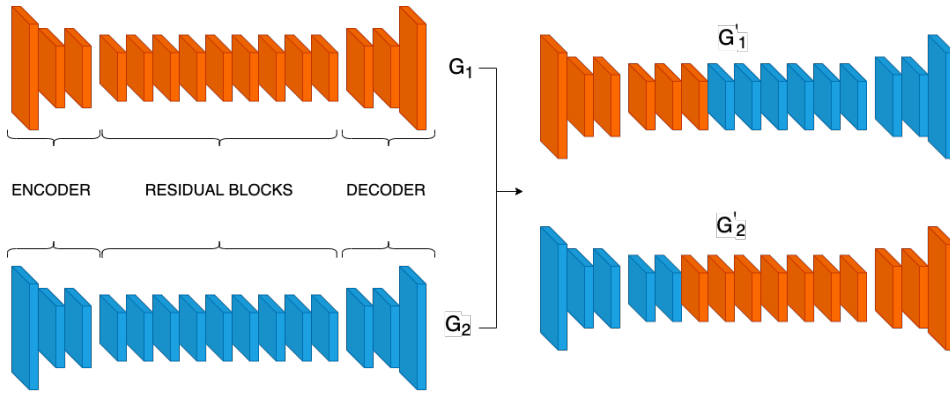 G₁
G'₁
ENCODER RESIDUAL BLOCKS DECODER
G'₂
G₂